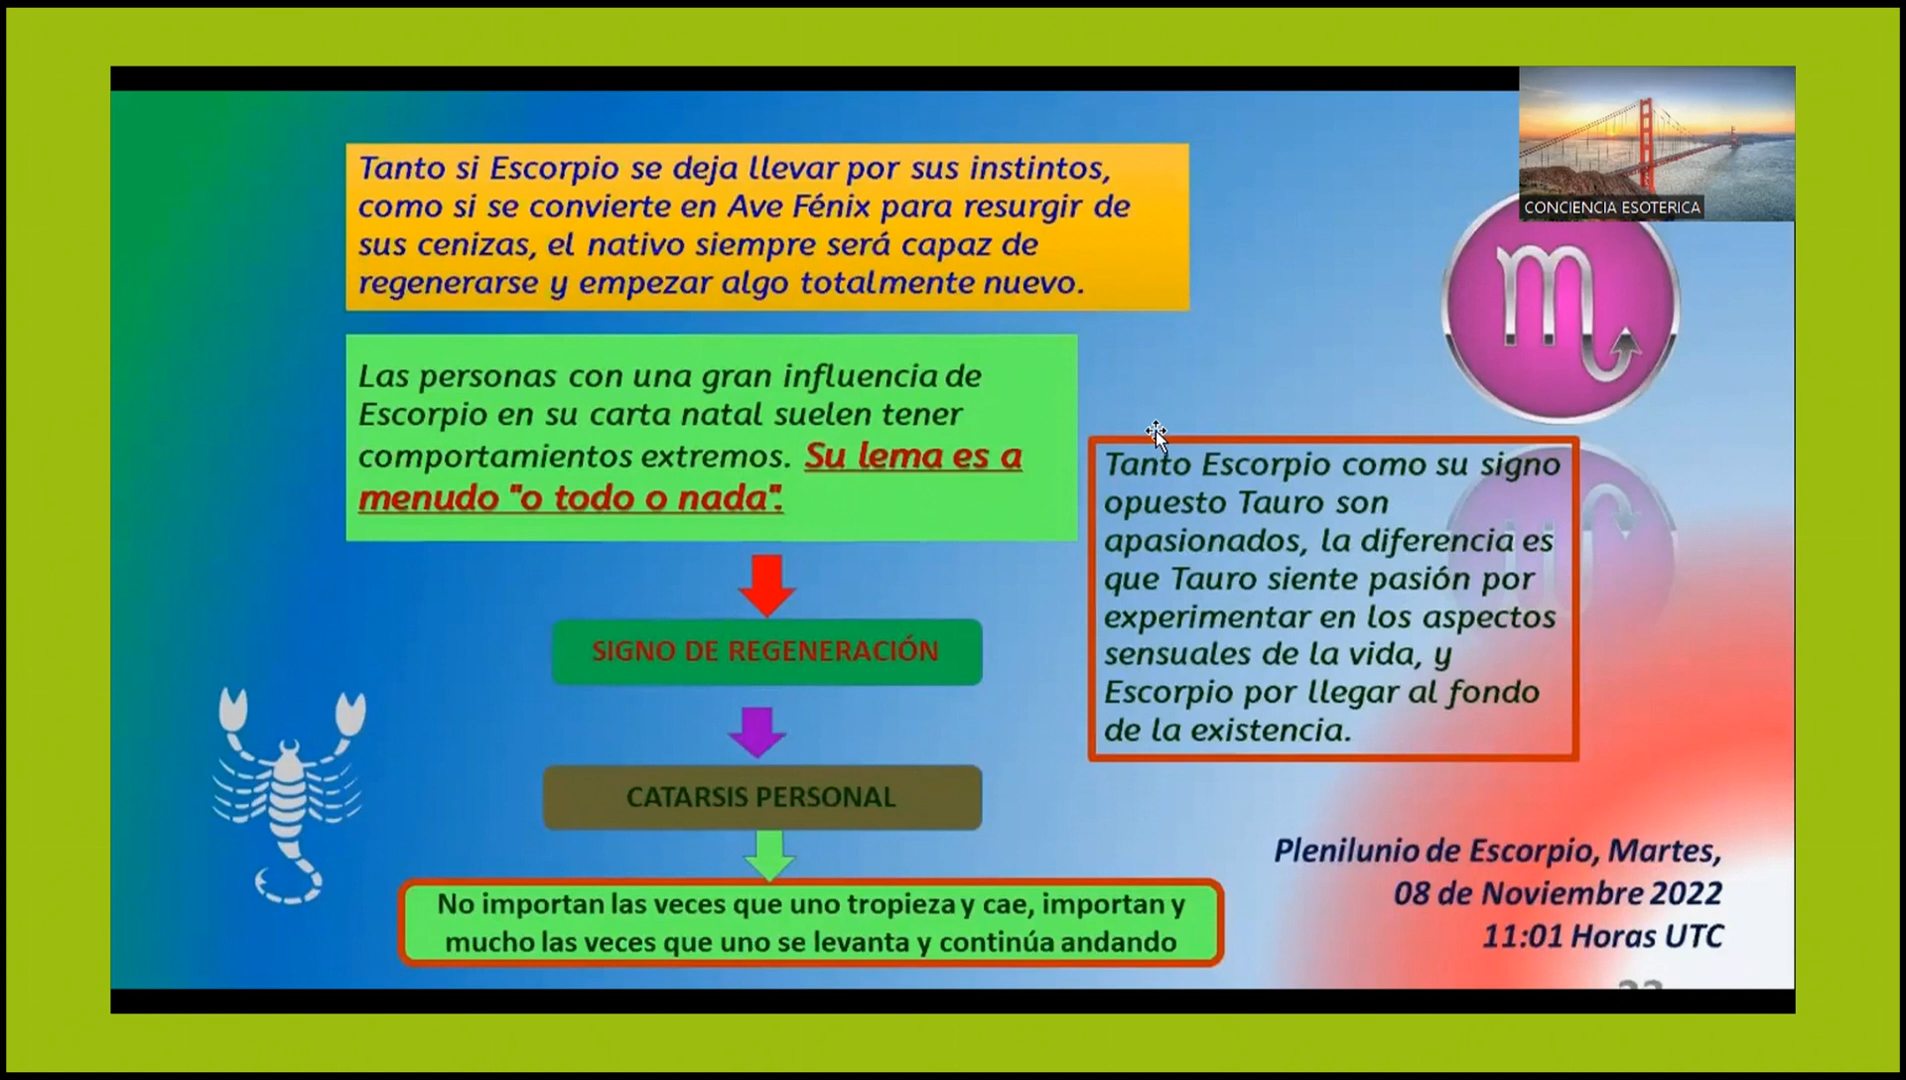 CONCIENCIA ESOTERICA
Tanto si Escorpio se deja llevar por sus instintos,
como si se convierte en Ave Fénix para resurgir de
sus cenizas, el nativo siempre será capaz de
regenerarse y empezar algo totalmente nuevo.
Las personas con una gran influencia de
Escorpio en su carta natal suelen tener
comportamientos extremos. Su lema es a
menudo "o todo o nada".
Tanto Escorpio como su signo
opuesto Tauro son
apasionados, la diferencia es
que Tauro siente pasión por
experimentar en los aspectos
sensuales de la vida, y
Escorpio por llegar al fondo
de la existencia.
SIGNO DE REGENERACIÓN
CATARSIS PERSONAL
No importan las veces que uno tropieza y cae, importan y
mucho las veces que uno se levanta y continúa andando
Plenilunio de Escorpio, Martes,
08 de Noviembre 2022
11:01 Horas UTC